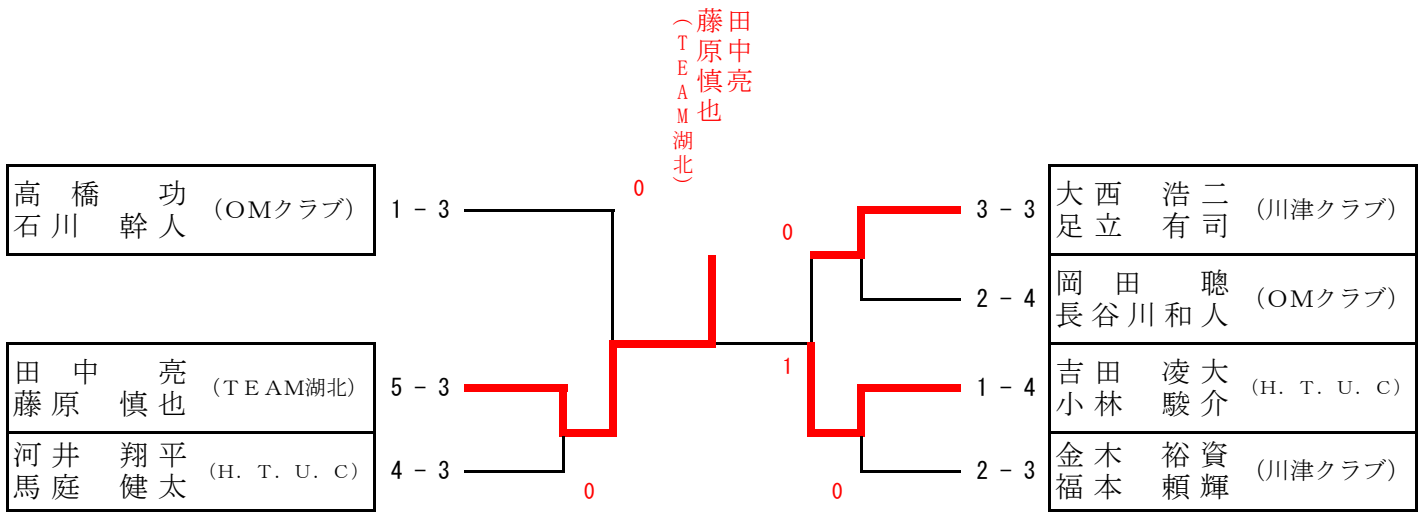 田中亮
藤原慎也
(TEAM湖北)
高橋 功
石川 幹人
(OMクラブ)
1 - 3
0
田中 亮
藤原 慎也
(TEAM湖北)
5 - 3
河井 翔平
馬庭 健太
(H. T. U. C)
4 - 3
0
0
3 - 3
大西 浩二
足立 有司
(川津クラブ)
2 - 4
岡田 聰
長谷川和人
(OMクラブ)
1
1 - 4
吉田 凌大
小林 駿介
(H. T. U. C)
2 - 3
金木 裕資
福本 頼輝
(川津クラブ)
0